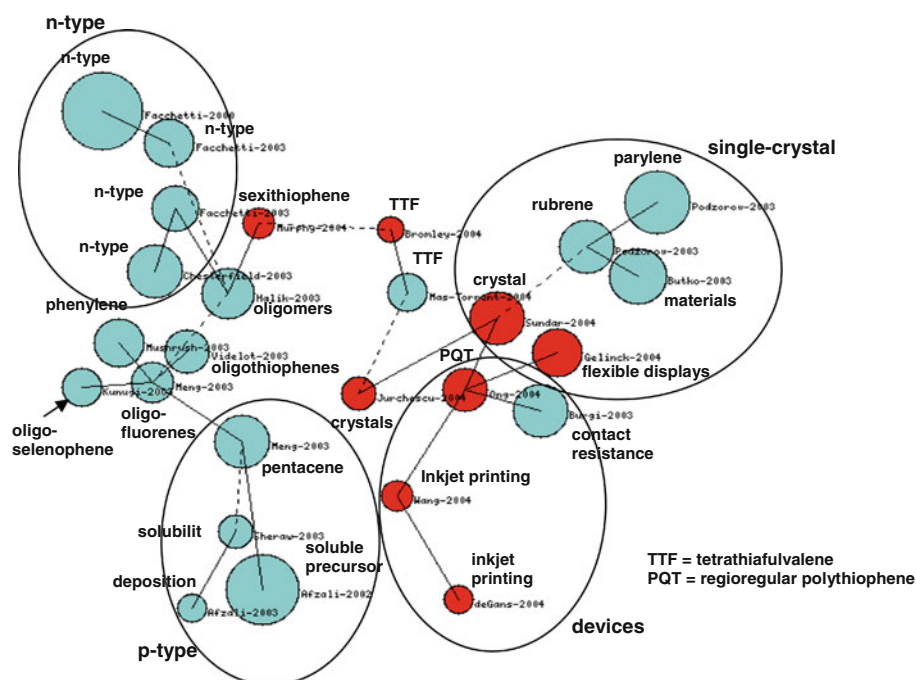 n-type
n-type
Facchetti-2000
n-type
Facchetti-2003
n-type
Facchetti-2003
n-type
Chesterfield-2003
sexithiophene
Murphy-2004
TTF
Bromley-2004
TTF
Mas-Torrent-2004
single-crystal
parylene
Podzorov-2003
rubrene
Podzorov-2003
Butko-2003
materials
crystal
Sundar-2004
Halik-2003
oligomers
phenylene
Mushrush-2003
Videlot-2003
oligothiophenes
Kunugi-2003
Meng-2003
oligo-
selenophene
oligo-
fluorenes
PQT
Gelinck-2004
flexible displays
Jurchescu-2004
crystals
Ong-2004
Burgi-2003
contact
resistance
Meng-2003
pentacene
Inkjet printing
Wang-2004
solubilit
Sheraw-2003
soluble
precursor
deposition
Afzali-2002
Afzali-2003
inkjet
printing
deGans-2004
TTF = tetrathiafulvalene
PQT = regioregular polythiophene
devices
p-type